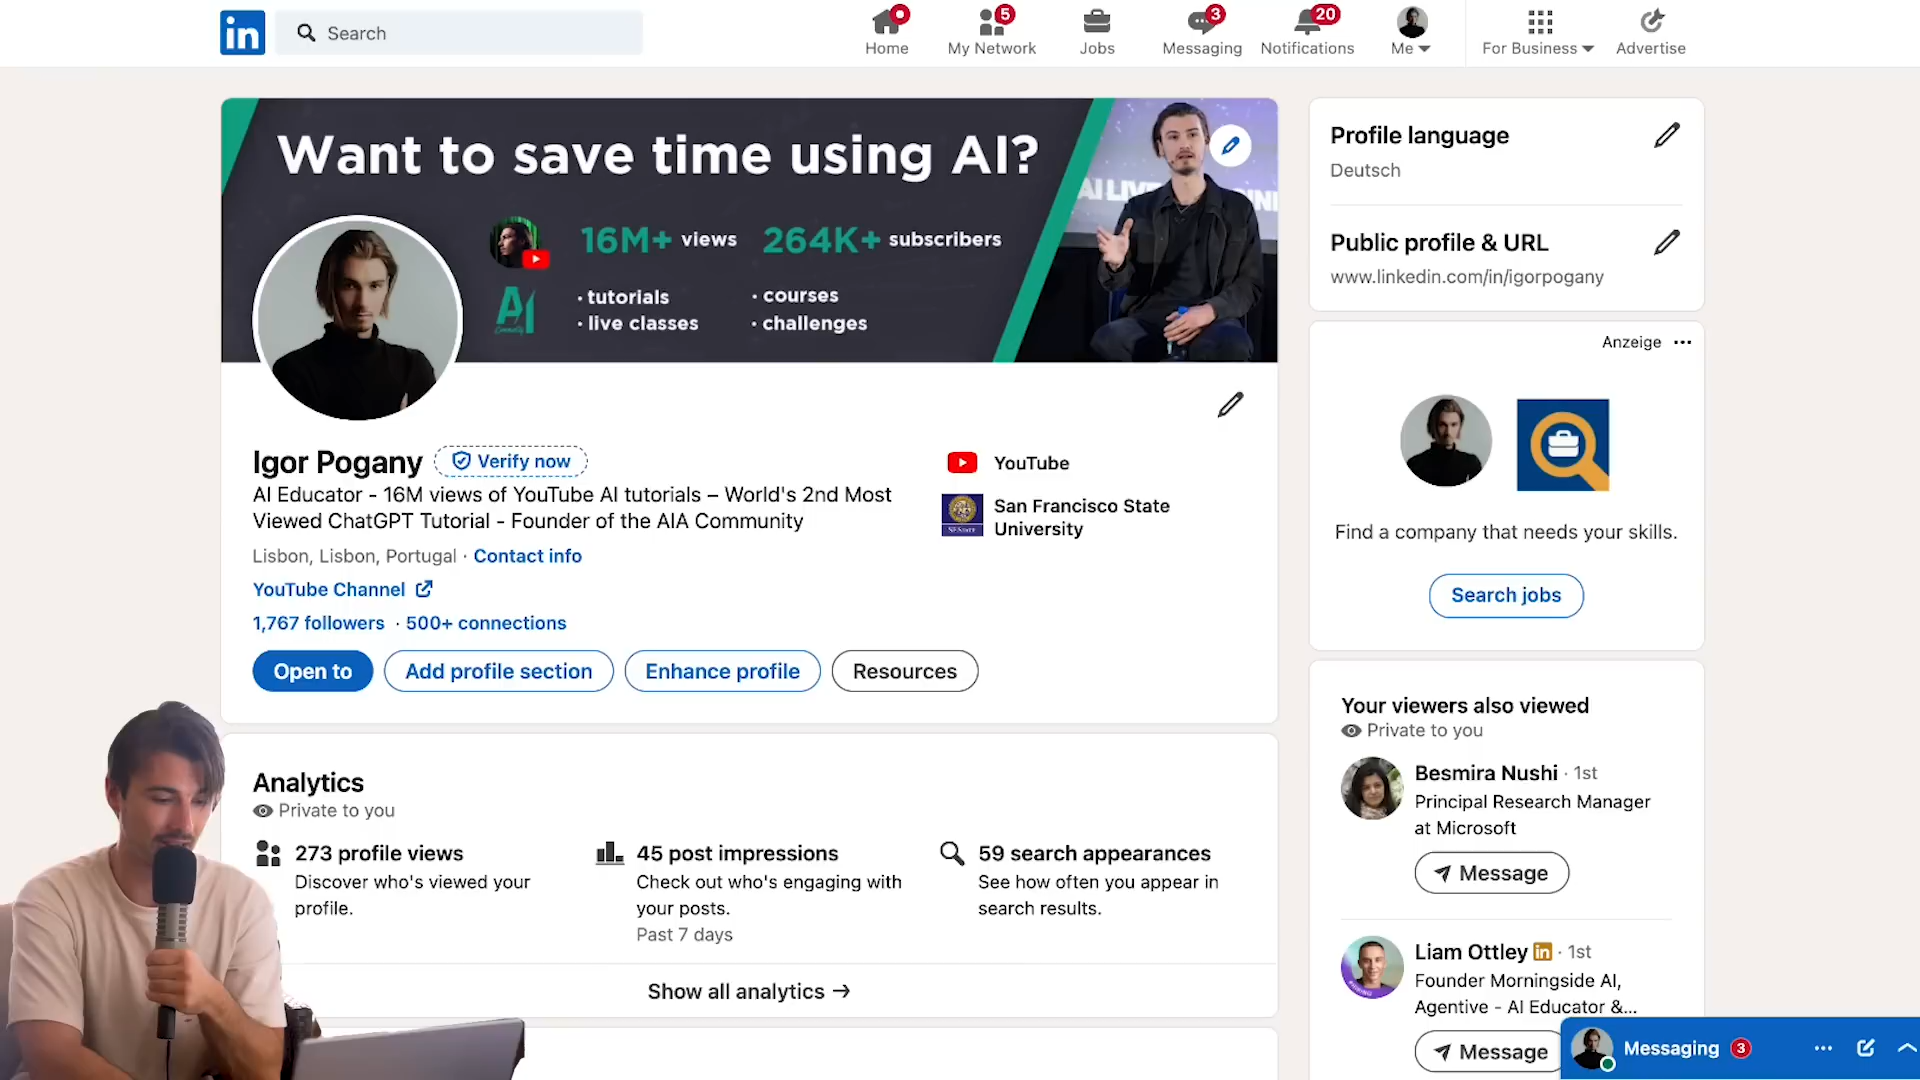 in
Search
Home
5
My Network
Jobs
3
Messaging
20
Notifications
Me
For Business
Advertise
Want to save time using AI?
16M+ views 264K+ subscribers
AI
· tutorials
· courses
· live classes
· challenges
Igor Pogany
Verify now
AI Educator - 16M views of YouTube AI tutorials – World's 2nd Most
Viewed ChatGPT Tutorial - Founder of the AIA Community
Lisbon, Lisbon, Portugal · Contact info
YouTube Channel
1,767 followers · 500+ connections
Open to
Add profile section
Enhance profile
Resources
YouTube
San Francisco State
University
Analytics
Private to you
273 profile views
Discover who's viewed your
profile.
45 post impressions
Check out who's engaging with
your posts.
Past 7 days
59 search appearances
See how often you appear in
search results.
Show all analytics →
Profile language
Deutsch
Public profile & URL
www.linkedin.com/in/igorpogany
Anzeige
Find a company that needs your skills.
Search jobs
Your viewers also viewed
Private to you
Besmira Nushi · 1st
Principal Research Manager
at Microsoft
Message
Liam Ottley in · 1st
Founder Morningside AI,
Agentive - AI Educator &...
Message
Messaging 3